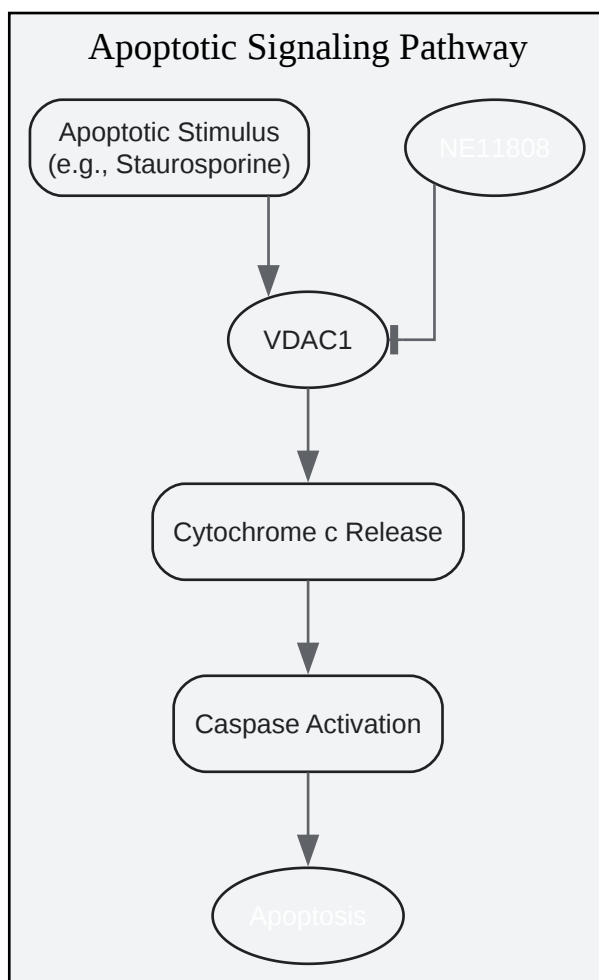 Apoptotic Signaling Pathway
Apoptotic Stimulus
(e.g., Staurosporine)
NE11808
VDAC1
Cytochrome c Release
Caspase Activation
Apoptosis